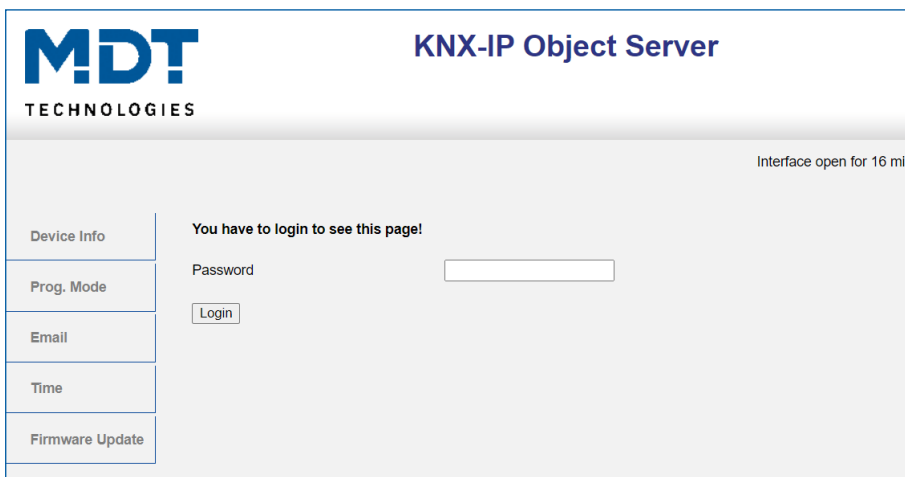 MDT
TECHNOLOGIES
KNX-IP Object Server
Interface open for 16 mi
Device Info
Prog. Mode
Email
Time
Firmware Update
You have to login to see this page!
Password
Login